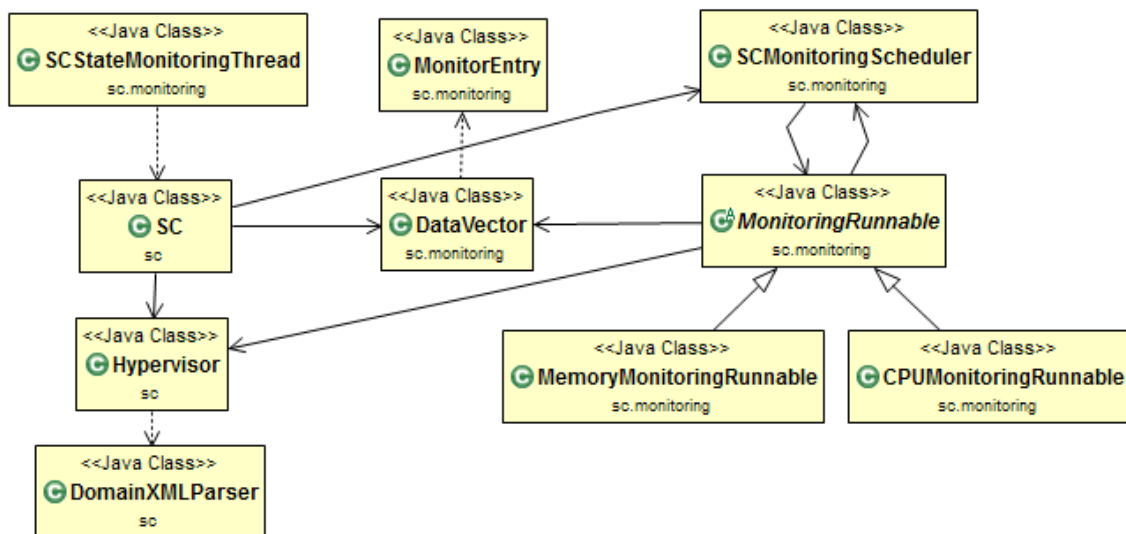 <<Java Class>>
SCStateMonitoringThread
sc.monitoring
<<Java Class>>
MonitorEntry
sc.monitoring
<<Java Class>>
SCMonitoringScheduler
sc.monitoring
<<Java Class>>
SC
sc
<<Java Class>>
DataVector
sc.monitoring
<<Java Class>>
MonitoringRunnable
sc.monitoring
<<Java Class>>
Hypervisor
sc
<<Java Class>>
MemoryMonitoringRunnable
sc.monitoring
<<Java Class>>
CPUMonitoringRunnable
sc.monitoring
<<Java Class>>
DomainXMLParser
sc